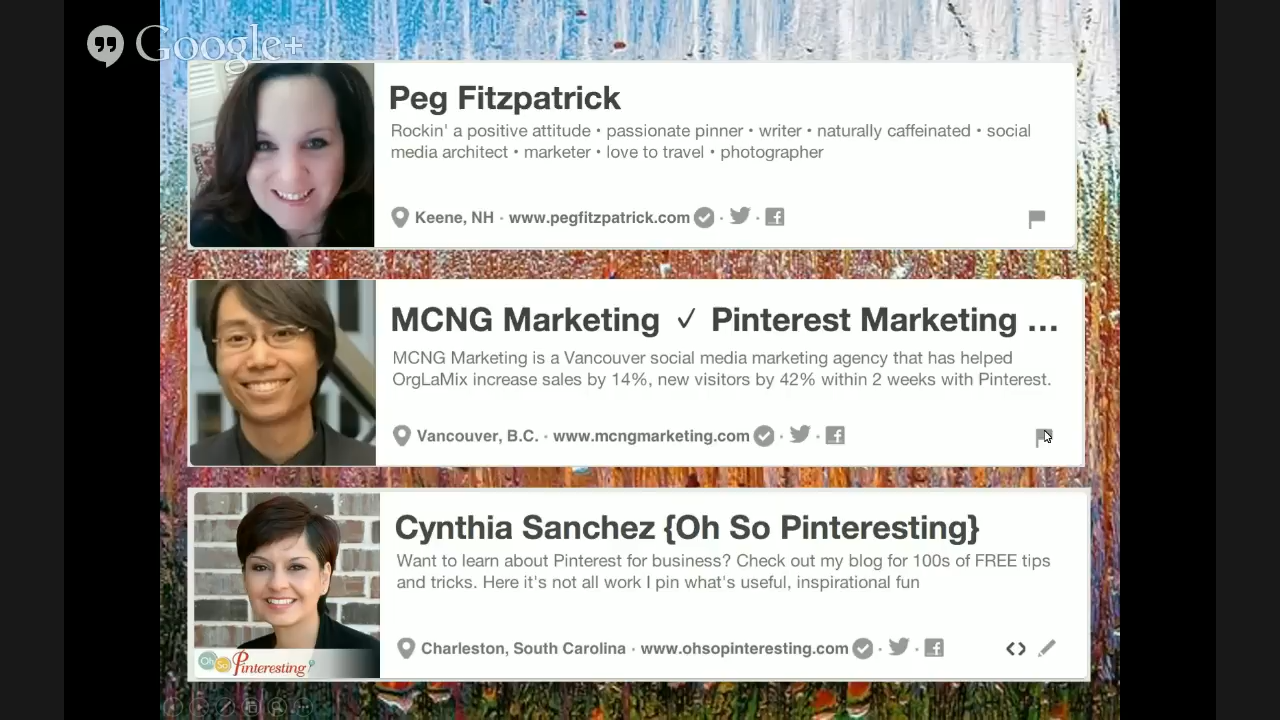 Google+
Peg Fitzpatrick
Rockin' a positive attitude • passionate pinner • writer • naturally caffeinated • social
media architect • marketer • love to travel • photographer
Keene, NH · www.pegfitzpatrick.com
MCNG Marketing ✓ Pinterest Marketing ...
MCNG Marketing is a Vancouver social media marketing agency that has helped
OrgLaMix increase sales by 14%, new visitors by 42% within 2 weeks with Pinterest.
Vancouver, B.C. · www.mcngmarketing.com
Cynthia Sanchez {Oh So Pinteresting}
Want to learn about Pinterest for business? Check out my blog for 100s of FREE tips
and tricks. Here it's not all work I pin what's useful, inspirational fun
Oh So Pinteresting!
Charleston, South Carolina · www.ohsopinteresting.com